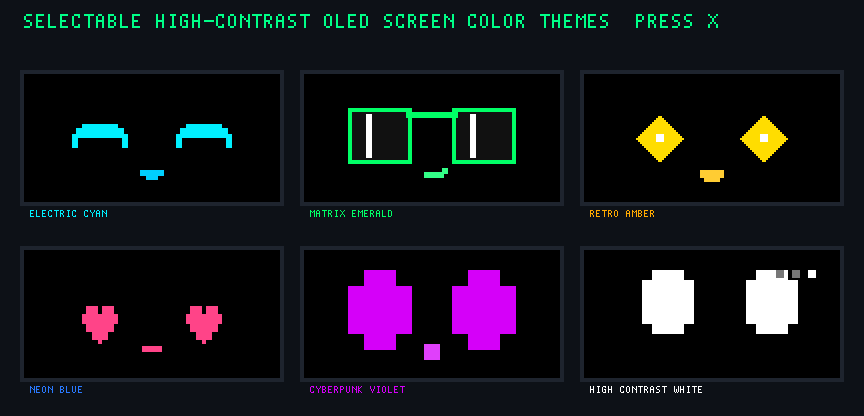 SELECTABLE HIGH-CONTRAST OLED SCREEN COLOR THEMES  PRESS X
ELECTRIC CYAN
MATRIX EMERALD
RETRO AMBER
NEON BLUE
CYBERPUNK VIOLET
HIGH CONTRAST WHITE